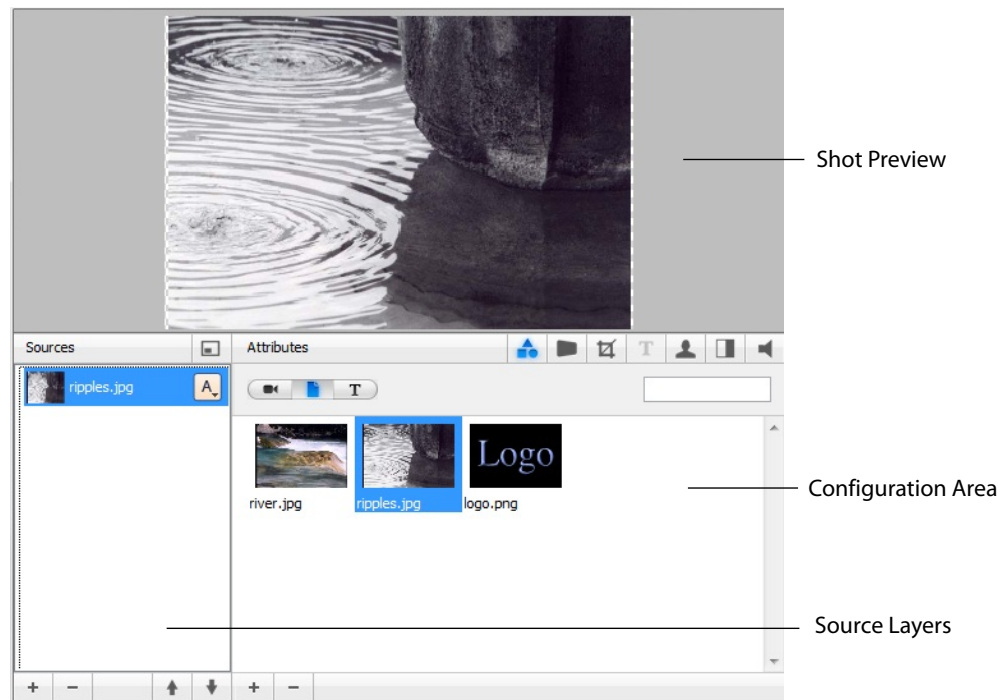 Shot Preview
Sources
Attributes
T
ripples.jpg
A
T
Logo
river.jpg
ripples.jpg
logo.png
Configuration Area
Source Layers